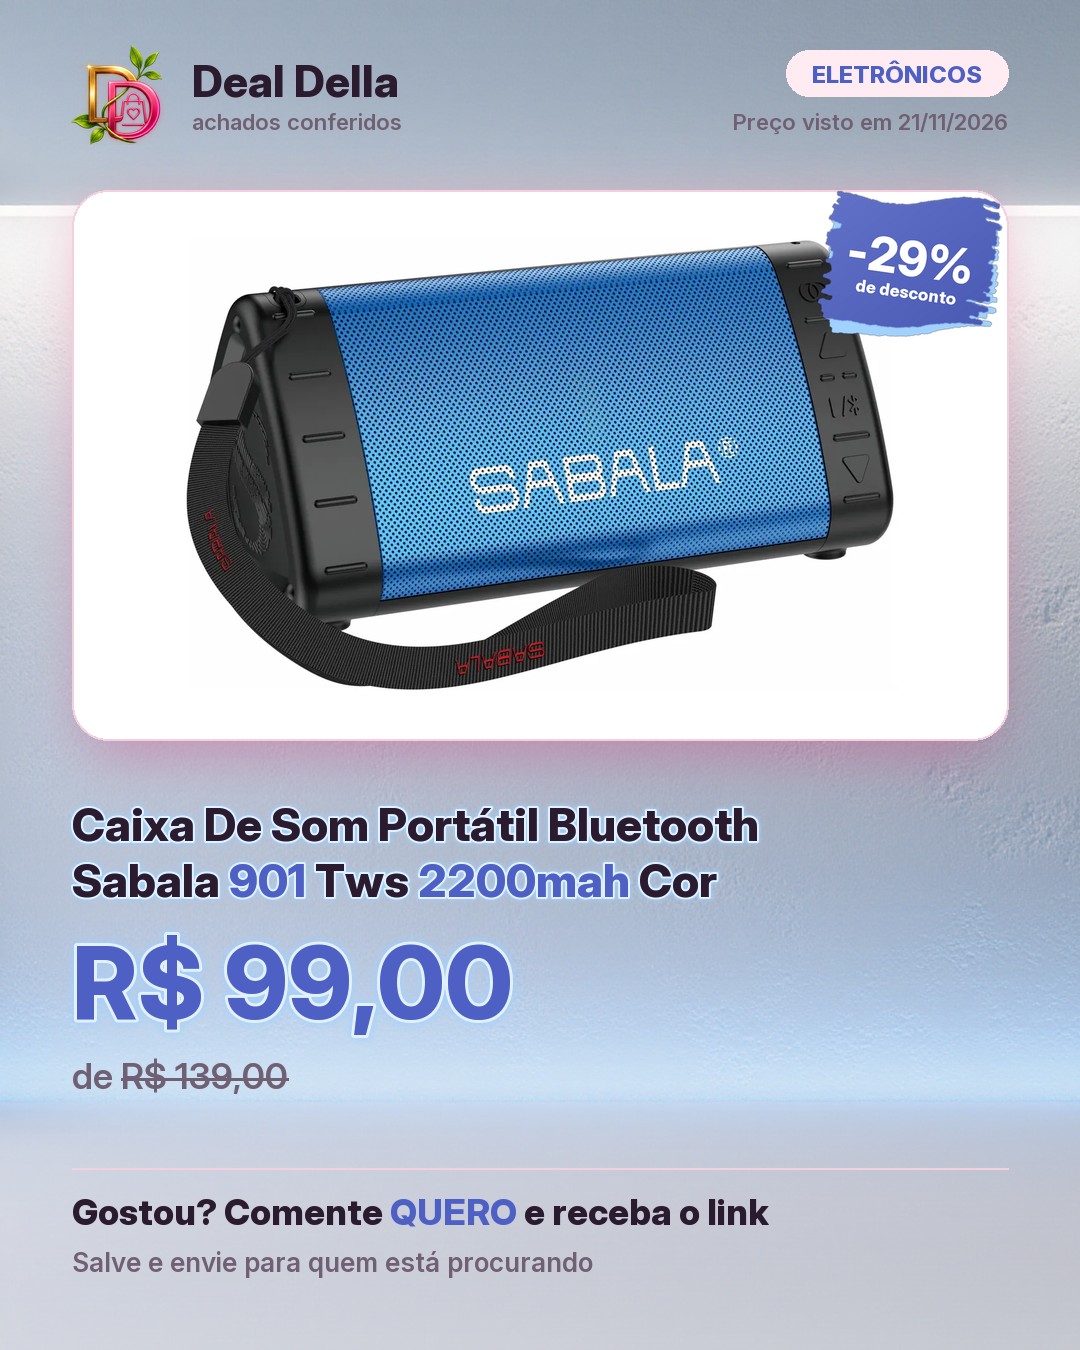 Deal Della
achados conferidos
ELETRÔNICOS
Preço visto em 21/11/2026
-29%
de desconto
SABALA®
SABALA
SABALA
Caixa De Som Portátil Bluetooth
Sabala 901 Tws 2200mah Cor
R$ 99,00
de R$ 139,00
Gostou? Comente QUERO e receba o link
Salve e envie para quem está procurando